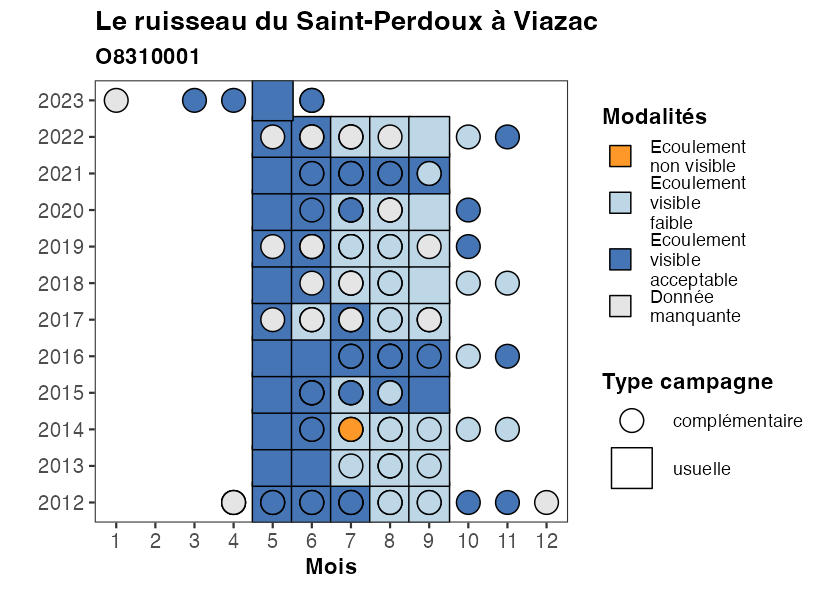 Le ruisseau du Saint-Perdoux à Viazac
O8310001
2023
2022
2021
2020
2019
2018
2017
2016
2015
2014
2013
2012
1 2 3 4 5 6 7 8 9 10 11 12
Mois
Modalités
Ecoulement
non visible
Ecoulement
visible
faible
Ecoulement
visible
acceptable
Donnée
manquante
Type campagne
complémentaire
usuelle